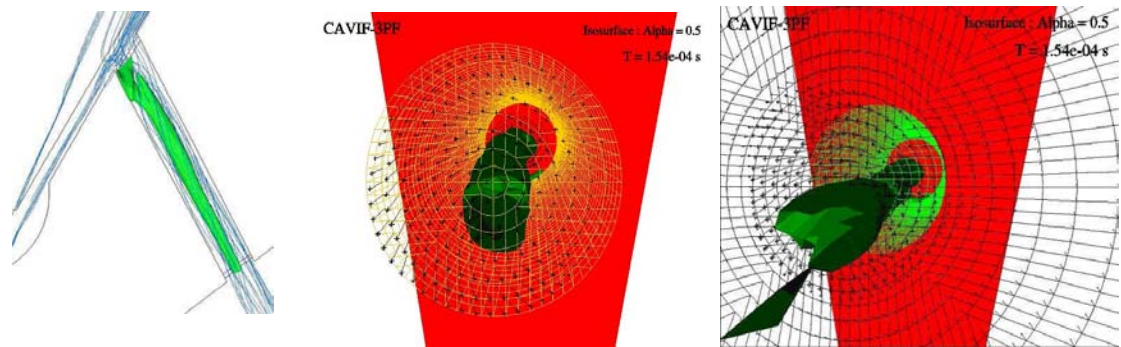 CAVIF-3PF
Isosurface : Alpha = 0.5
T = 1.54e-04 s
CAVIF-3PF
Isosurface : Alpha = 0.5
T = 1.54e-04 s